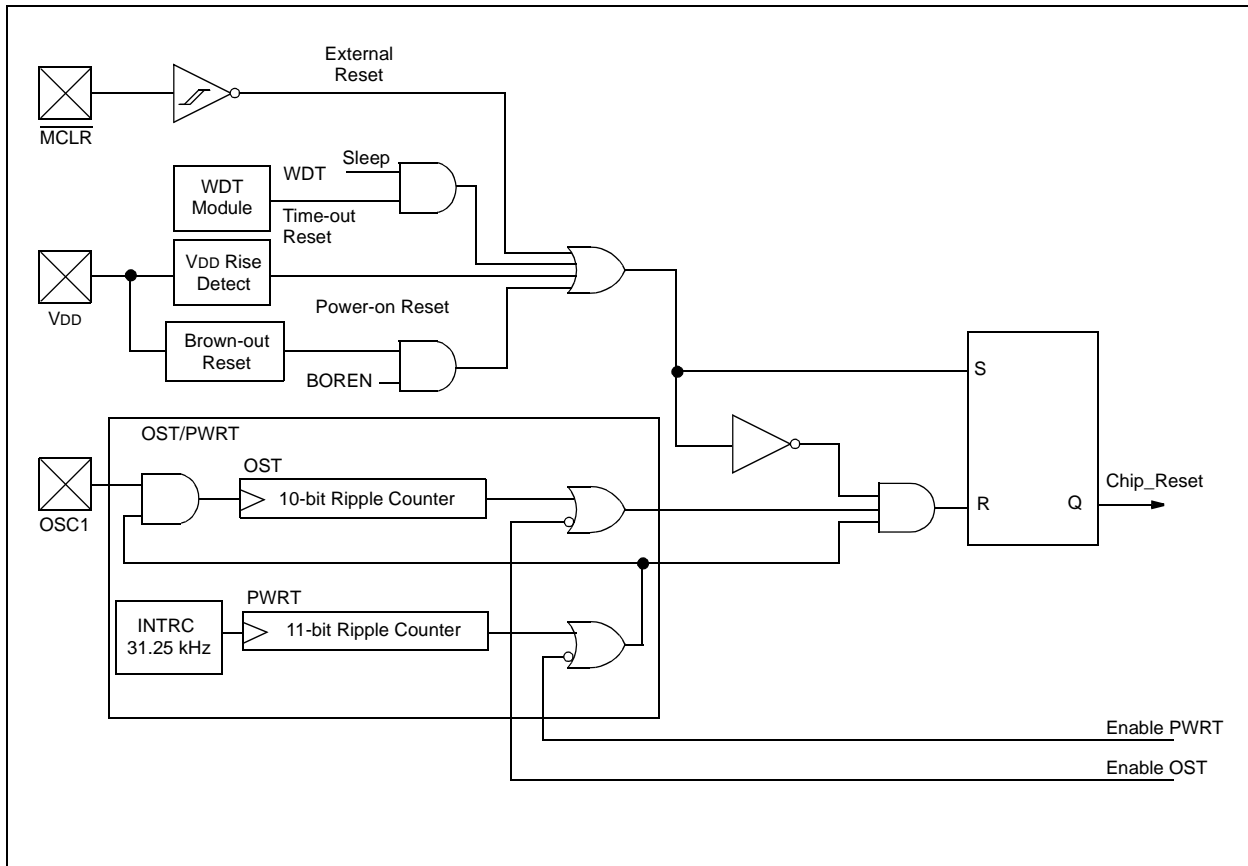 External
Reset
MCLR
Sleep
WDT
WDT
Module
Time-out
Reset
VDD Rise
Detect
VDD
Power-on Reset
Brown-out
Reset
BOREN
S
OST/PWRT
OST
OSC1
10-bit Ripple Counter
Chip_Reset
R
Q
PWRT
INTRC
31.25 kHz
11-bit Ripple Counter
Enable PWRT
Enable OST